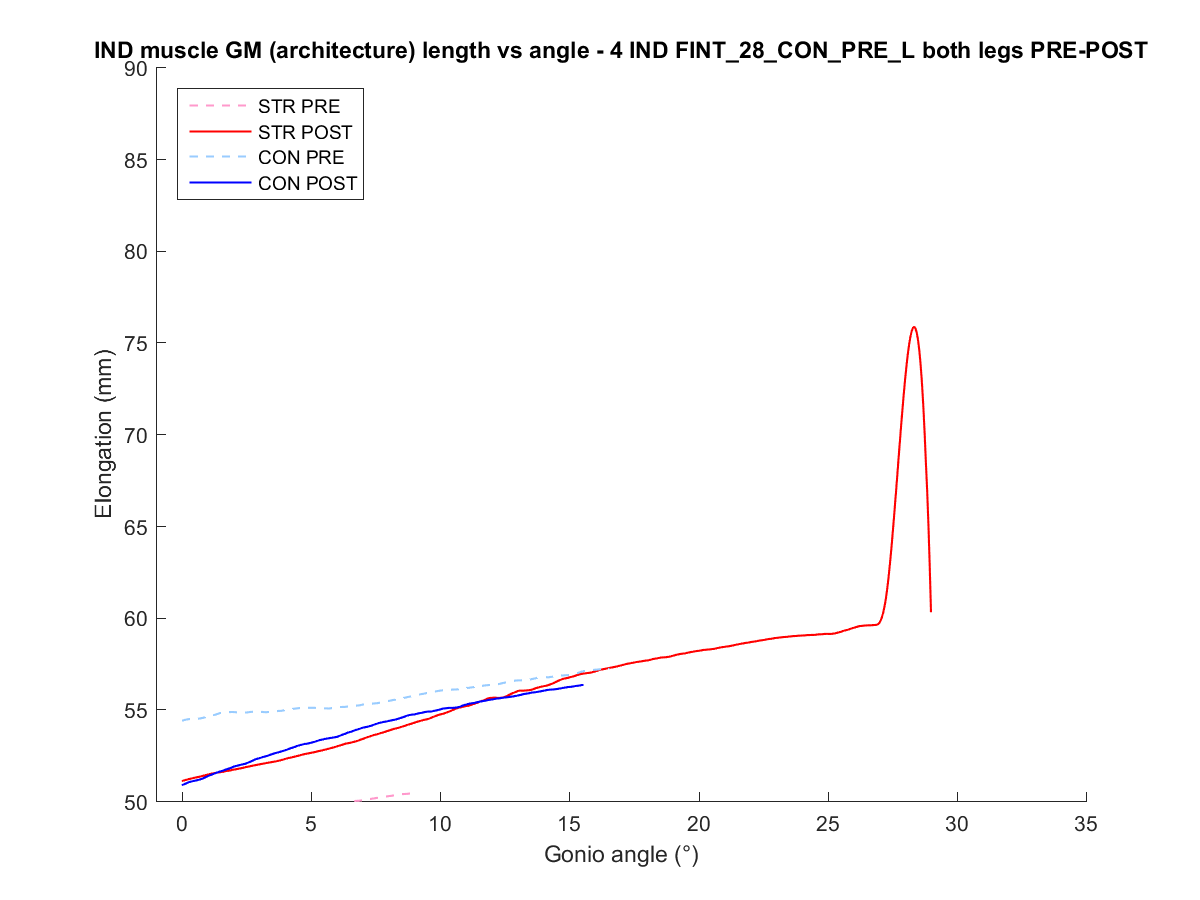 IND muscle GM (architecture) length vs angle - 4 IND FINT_28_CON_PRE_L both legs PRE-POST
90
85
80
75
70
65
60
55
50
Elongation (mm)
STR PRE
STR POST
CON PRE
CON POST
0 5 10 15 20 25 30 35
Gonio angle (°)